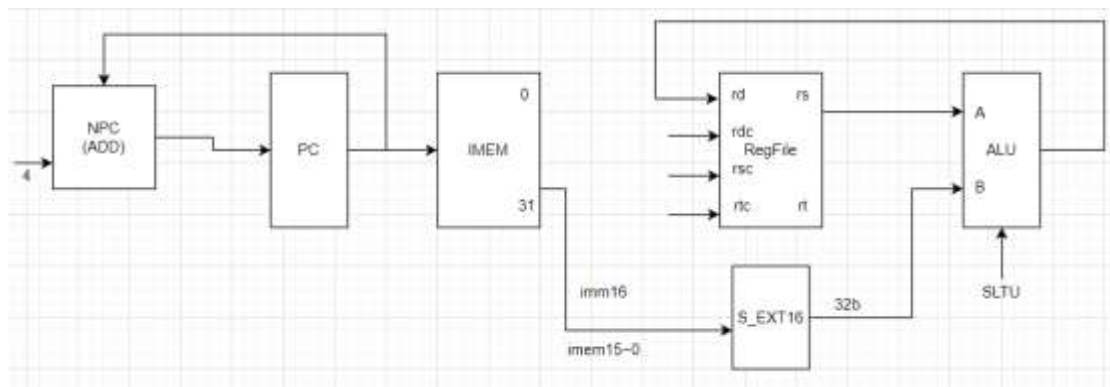 NPC
(ADD)
4
PC
0
IMEM
31
rd
rs
rdc
RegFile
rsc
rtc
rt
A
ALU
B
SLTU
imm16
imem15~0
S_EXT16
32b